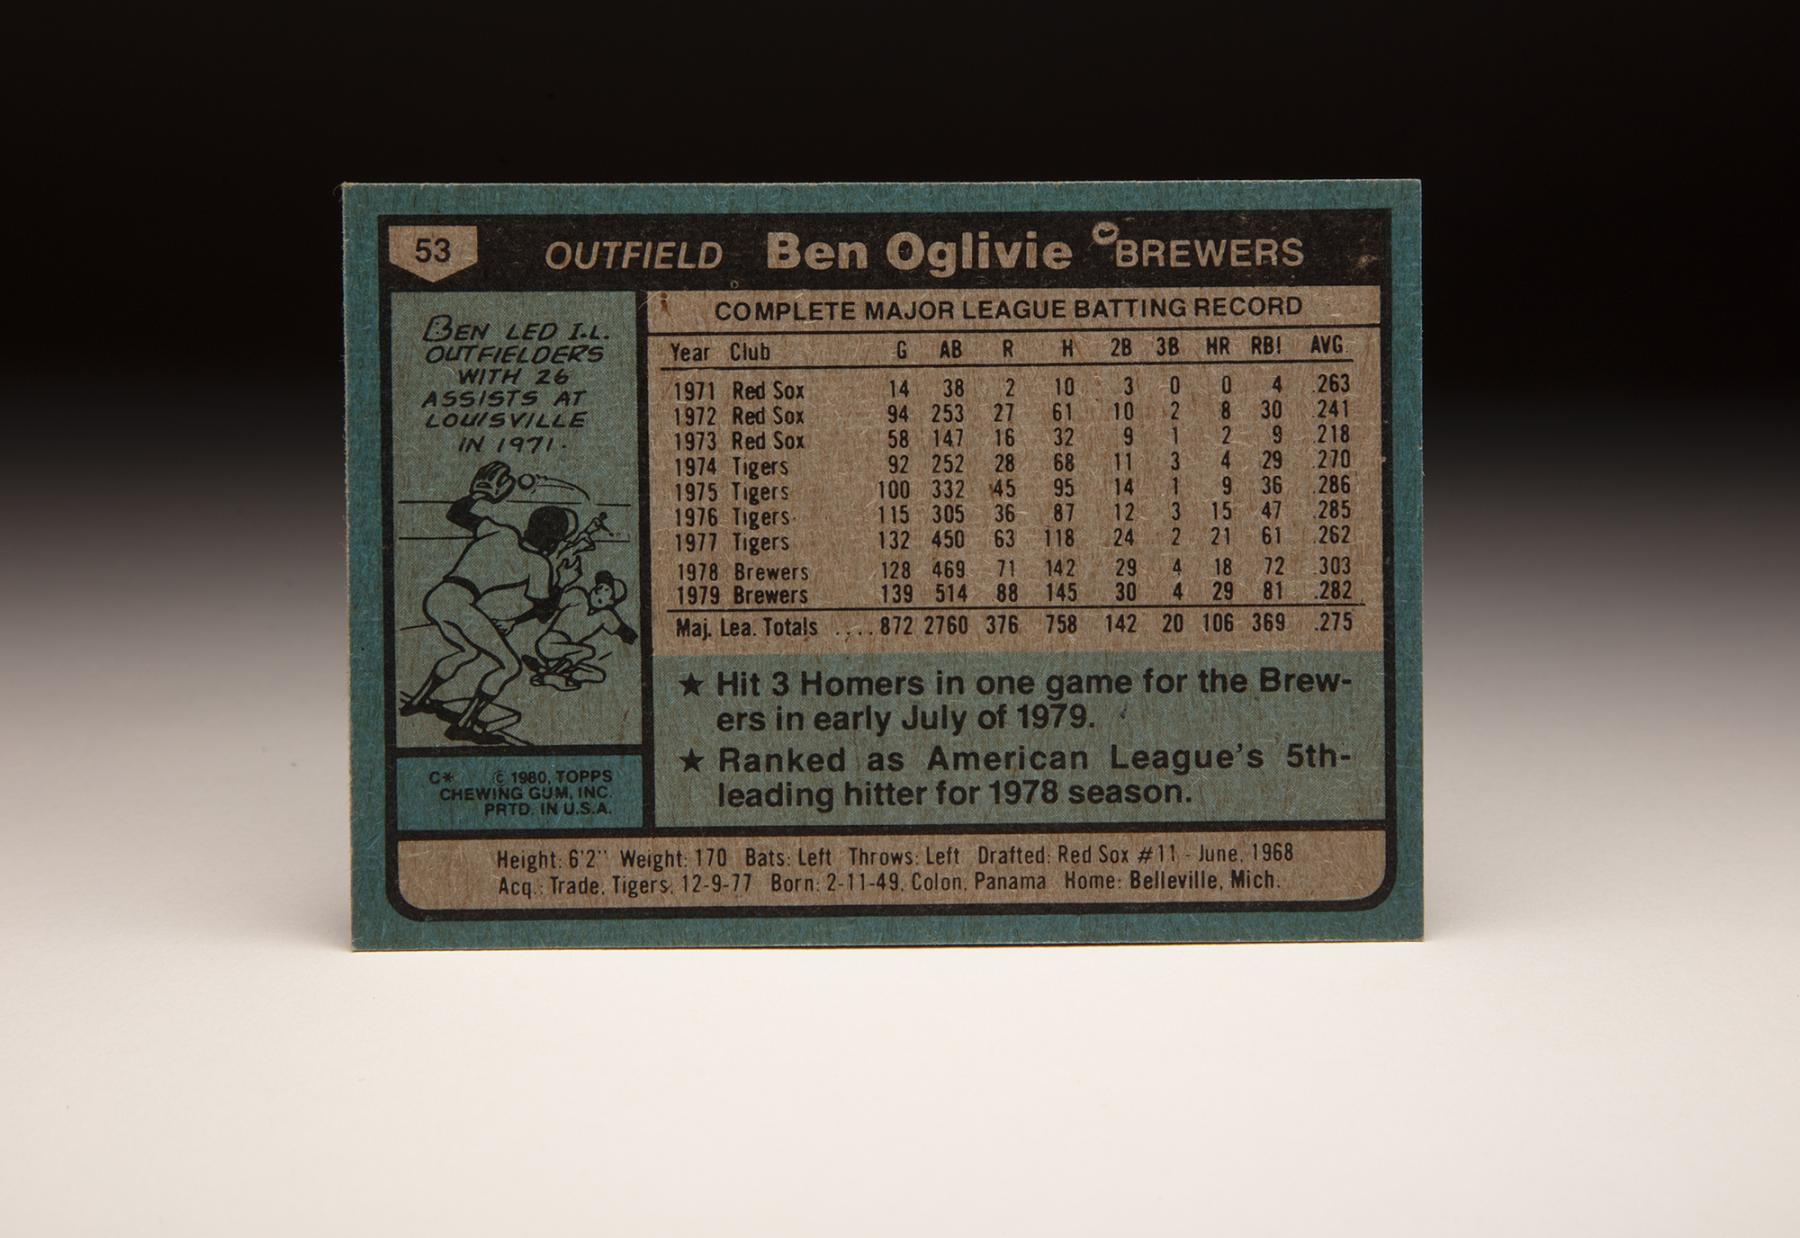 53 OUTFIELD Ben Oglivie BREWERS
BEN LED I.L.
OUTFIELDERS
WITH 26
ASSISTS AT
LOUISVILLE
IN 1971.
C* © 1980, TOPPS
CHEWING GUM, INC.
PRTD. IN U.S.A.
COMPLETE MAJOR LEAGUE BATTING RECORD
Year Club G AB R H 2B 3B HR RBI AVG.
1971 Red Sox 14 38 2 10 3 0 0 4 .263
1972 Red Sox 94 253 27 61 10 2 8 30 .241
1973 Red Sox 58 147 16 32 9 1 2 9 .218
1974 Tigers 92 252 28 68 11 3 4 29 .270
1975 Tigers 100 332 45 95 14 1 9 36 .286
1976 Tigers 115 305 36 87 12 3 15 47 .285
1977 Tigers 132 450 63 118 24 2 21 61 .262
1978 Brewers 128 469 71 142 29 4 18 72 .303
1979 Brewers 139 514 88 145 30 4 29 81 .282
Maj. Lea. Totals .... 872 2760 376 758 142 20 106 369 .275
★ Hit 3 Homers in one game for the Brew-
ers in early July of 1979.
★ Ranked as American League's 5th-
leading hitter for 1978 season.
Height: 6'2" Weight: 170 Bats: Left Throws: Left Drafted: Red Sox #11 - June, 1968
Acq.: Trade, Tigers, 12-9-77 Born: 2-11-49, Colon, Panama Home: Belleville, Mich.